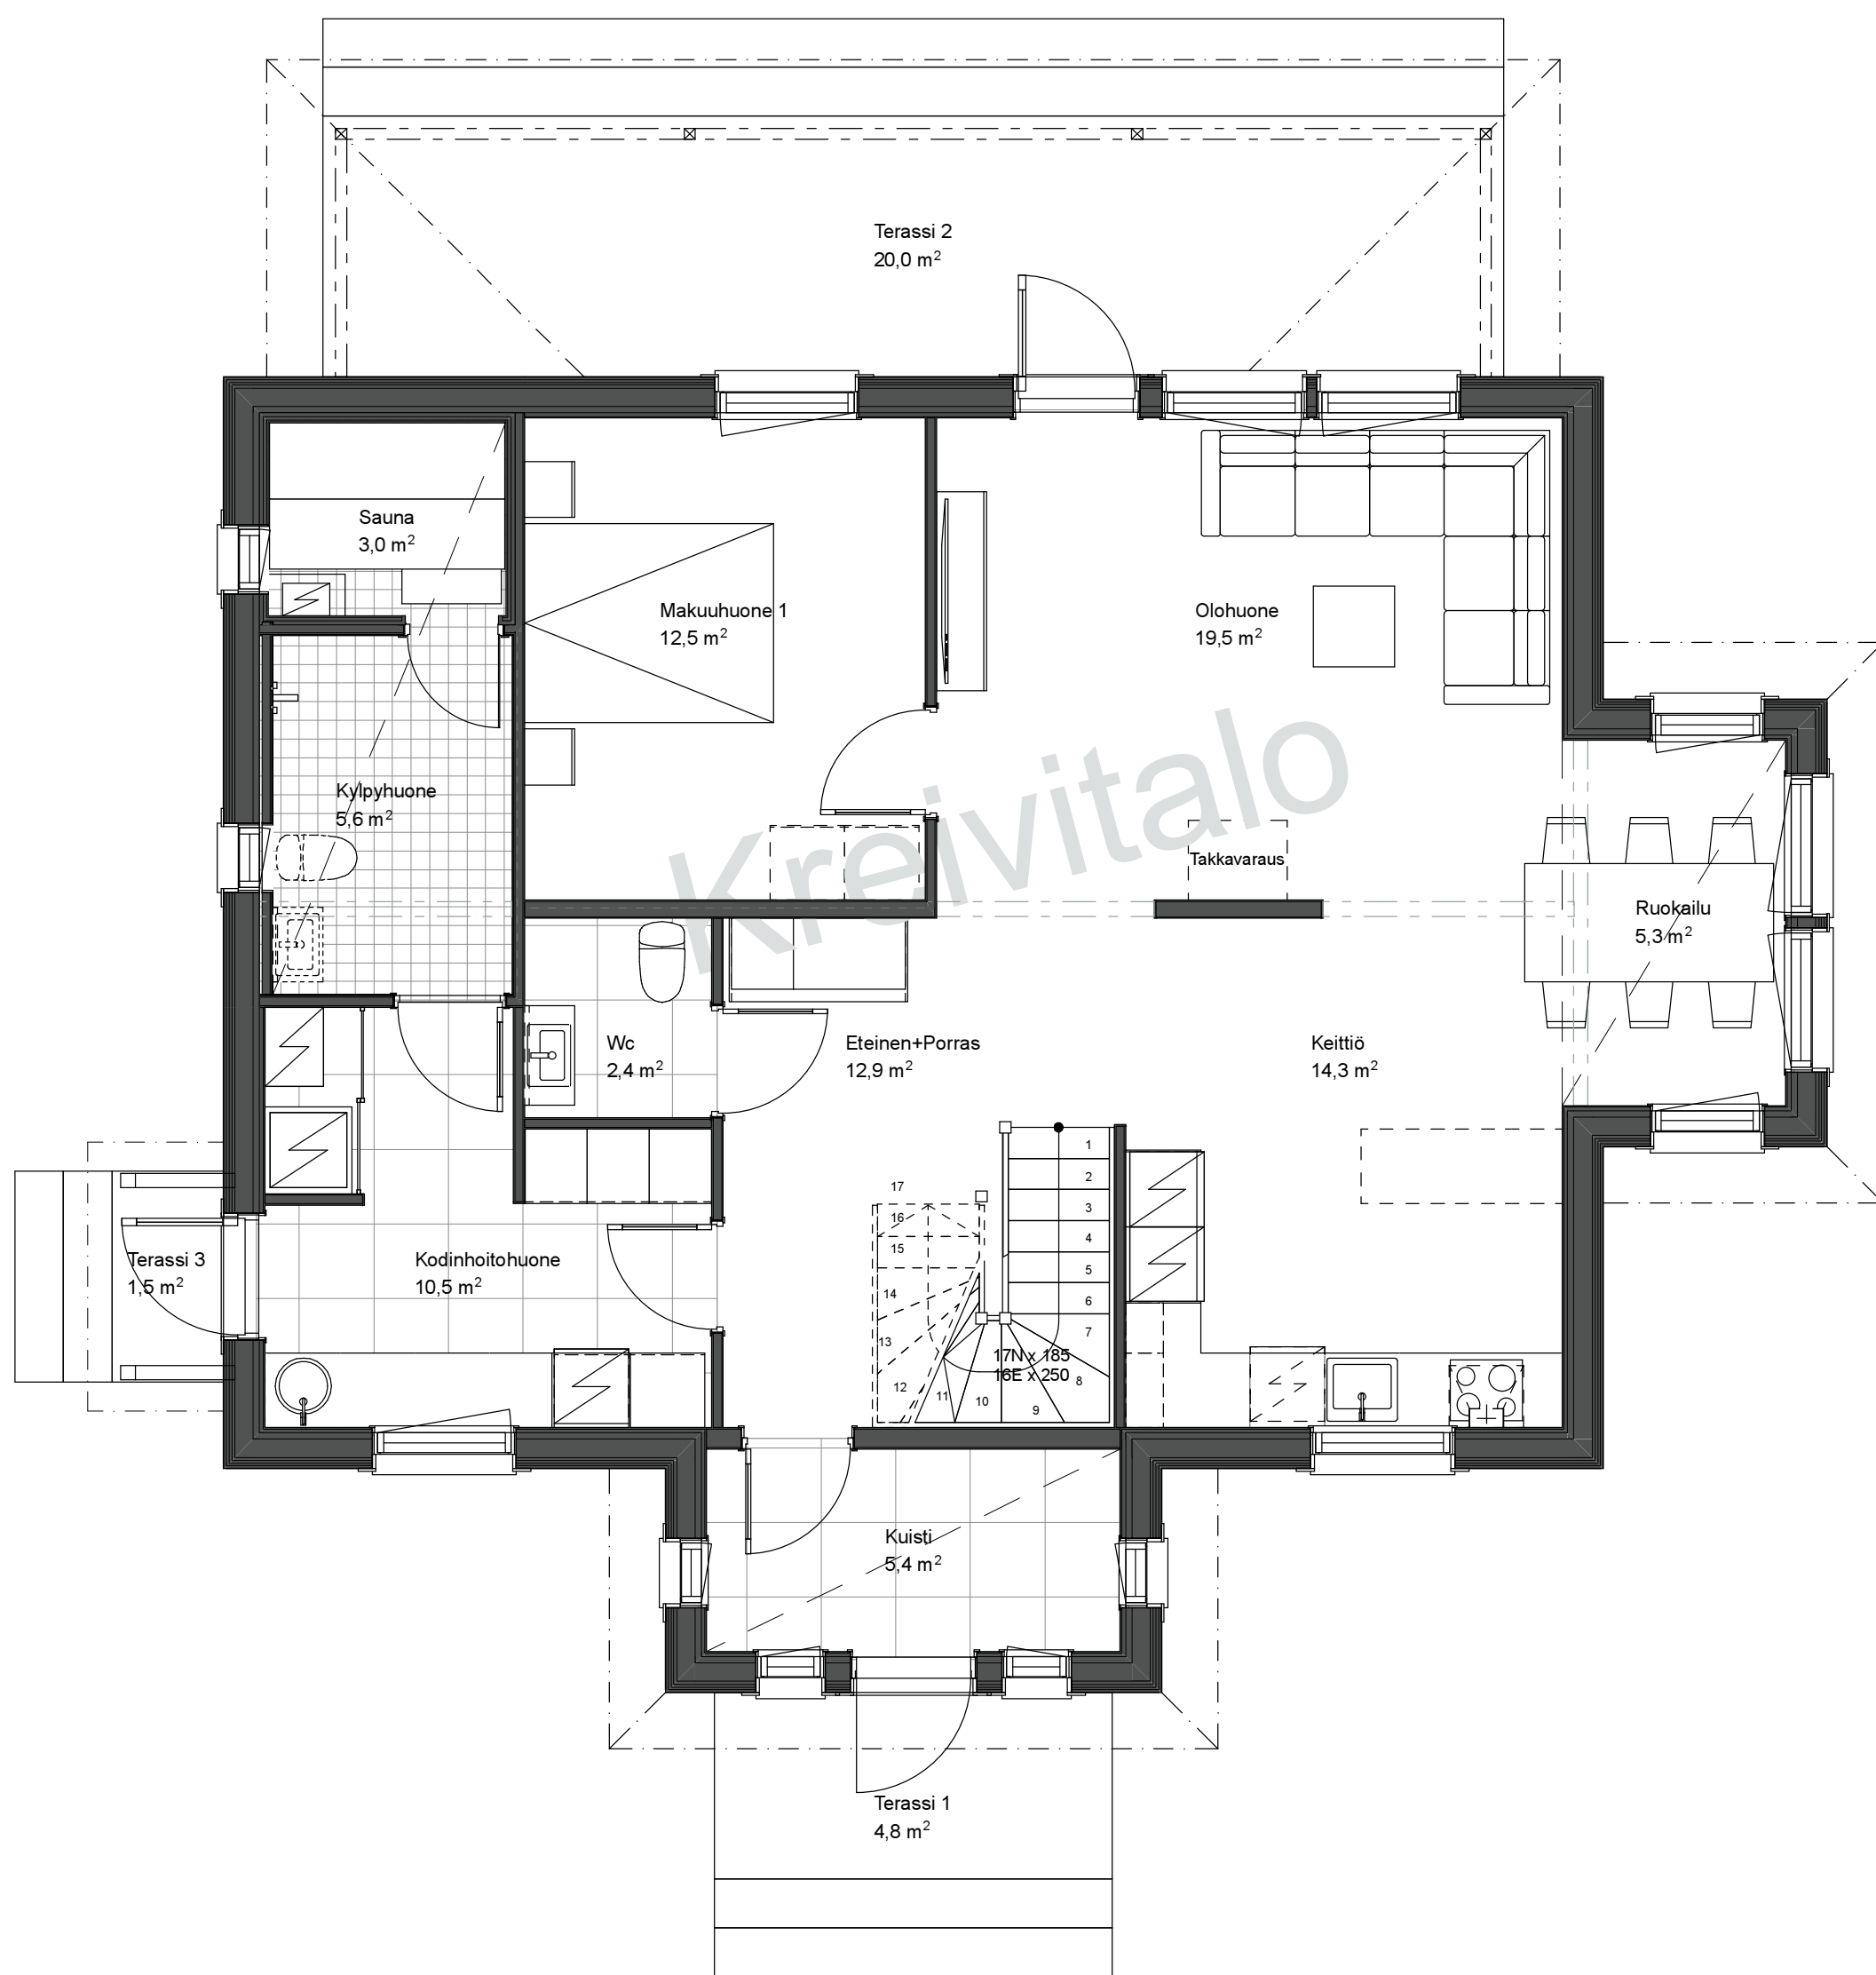 Terassi 2
20,0 m²
Sauna
3,0 m²
Makuuhuone 1
12,5 m²
Olohuone
19,5 m²
Kylpyhuone
5,6 m²
Kreivitalo
Takkavaraus
Ruokailu
5,3 m²
Wc
2,4 m²
Eteinen+Porras
12,9 m²
Keittiö
14,3 m²
1
2
3
4
5
6
7
8
9
10
11
12
13
14
15
16
17
17N x 185
16E x 250
Terassi 3
1,5 m²
Kodinhoitohuone
10,5 m²
Kuisti
5,4 m²
Terassi 1
4,8 m²